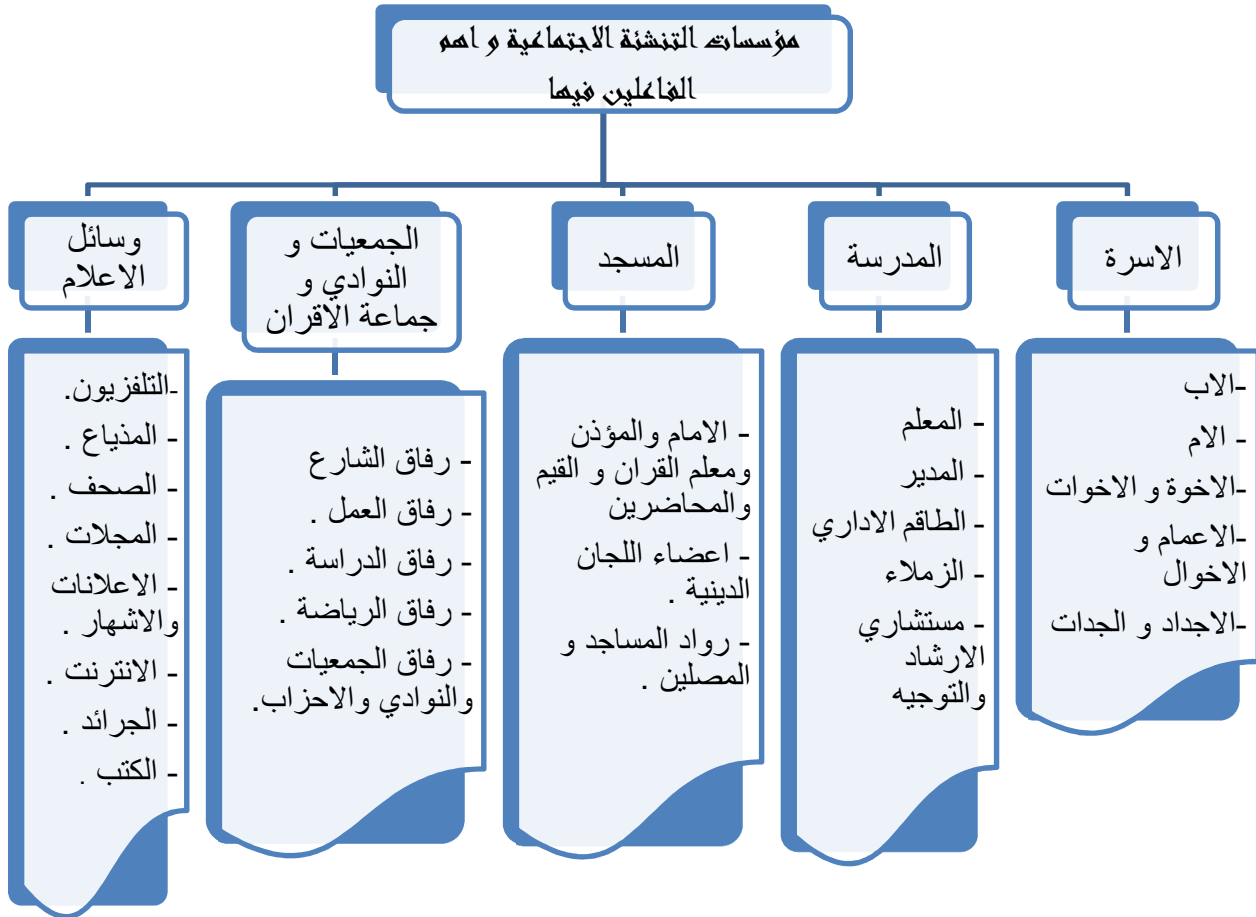 مؤسسات التنشئة الاجتماعية و اهم
الفاعلين فيها
الاسرة
-الاب
- الام
-الاخوة و الاخوات
-الاعمام و
الاخوال
-الاجداد و الجدات
المدرسة
- المعلم
- المدير
- الطاقم الاداري
- الزملاء
- مستشاري
الارشاد
والتوجيه
المسجد
- الامام والمؤذن
ومعلم القران و القيم
والمحاضرين
- اعضاء اللجان
الدينية .
- رواد المساجد و
المصلين .
الجمعيات و
النوادي و
جماعة الاقران
- رفاق الشارع
- رفاق العمل .
- رفاق الدراسة .
- رفاق الرياضة .
- رفاق الجمعيات
والنوادي والاحزاب.
وسائل
الاعلام
-التلفزيون.
- المذياع .
- الصحف .
- المجلات .
- الاعلانات
والاشهار .
- الانترنت .
- الجرائد .
- الكتب .